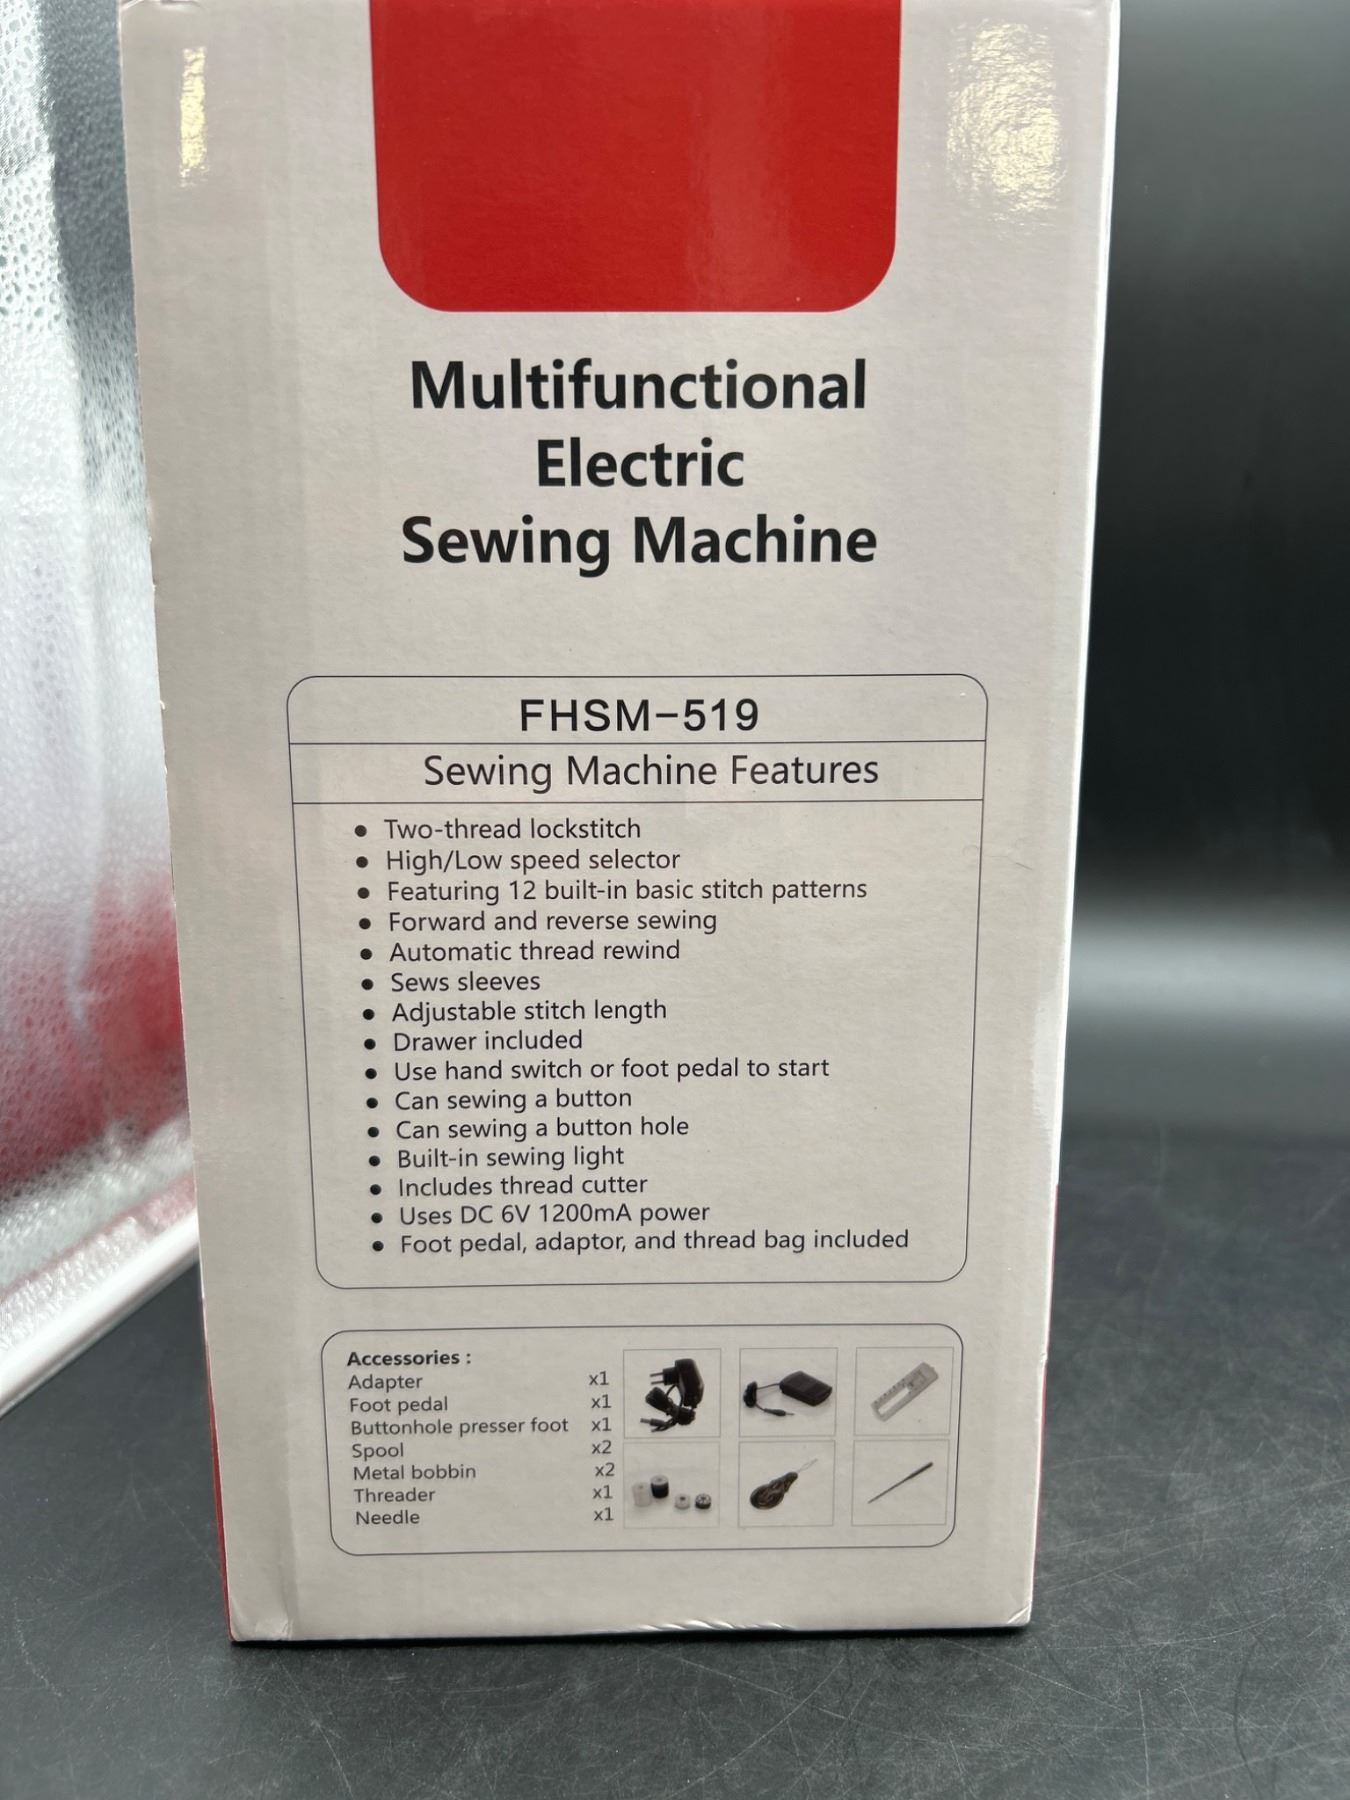 Multifunctional
Electric
Sewing Machine
FHSM-519
Sewing Machine Features
• Two-thread lockstitch
• High/Low speed selector
• Featuring 12 built-in basic stitch patterns
• Forward and reverse sewing
• Automatic thread rewind
• Sews sleeves
• Adjustable stitch length
• Drawer included
• Use hand switch or foot pedal to start
• Can sewing a button
• Can sewing a button hole
• Built-in sewing light
• Includes thread cutter
• Uses DC 6V 1200mA power
• Foot pedal, adaptor, and thread bag included
Accessories :
Adapter x1
Foot pedal x1
Buttonhole presser foot x1
Spool x2
Metal bobbin x2
Threader x1
Needle x1